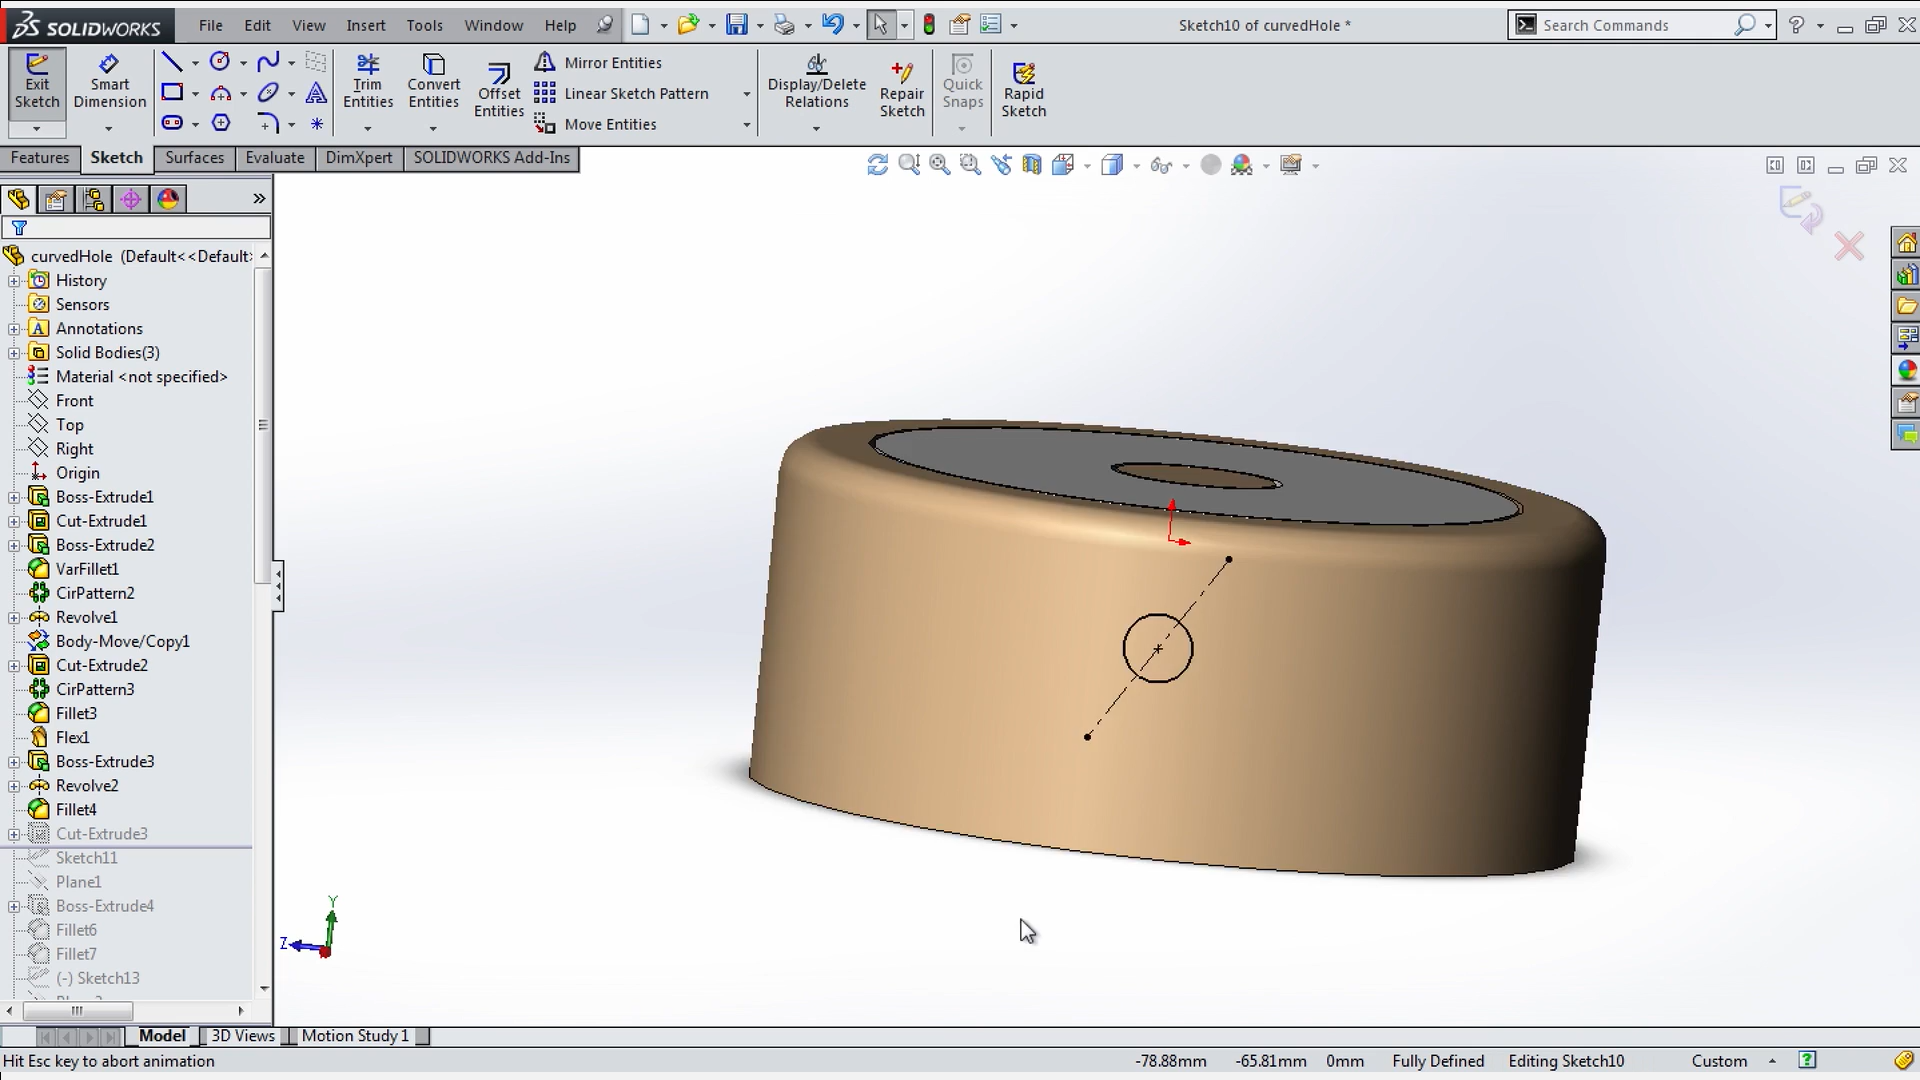 SOLIDWORKS File Edit View Insert Tools Window Help Sketch10 of curvedHole * Search Commands ?
Exit Sketch
Smart Dimension
Trim Entities
Convert Entities
Offset Entities
Mirror Entities
Linear Sketch Pattern
Move Entities
Display/Delete Relations
Repair Sketch
Quick Snaps
Rapid Sketch
Features Sketch Surfaces Evaluate DimXpert SOLIDWORKS Add-Ins
curvedHole (Default<<Default>
History
Sensors
A Annotations
Solid Bodies(3)
Material <not specified>
Front
Top
Right
Origin
Boss-Extrude1
Cut-Extrude1
Boss-Extrude2
VarFillet1
CirPattern2
Revolve1
Body-Move/Copy1
Cut-Extrude2
CirPattern3
Fillet3
Flex1
Boss-Extrude3
Revolve2
Fillet4
Cut-Extrude3
Sketch11
Plane1
Boss-Extrude4
Fillet6
Fillet7
(-) Sketch13
Y
Z
Model 3D Views Motion Study 1
Hit Esc key to abort animation -78.88mm -65.81mm 0mm Fully Defined Editing Sketch10 Custom ?